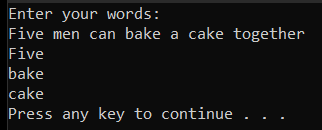 Enter your words:
Five men can bake a cake together
Five
bake
cake
Press any key to continue . . .